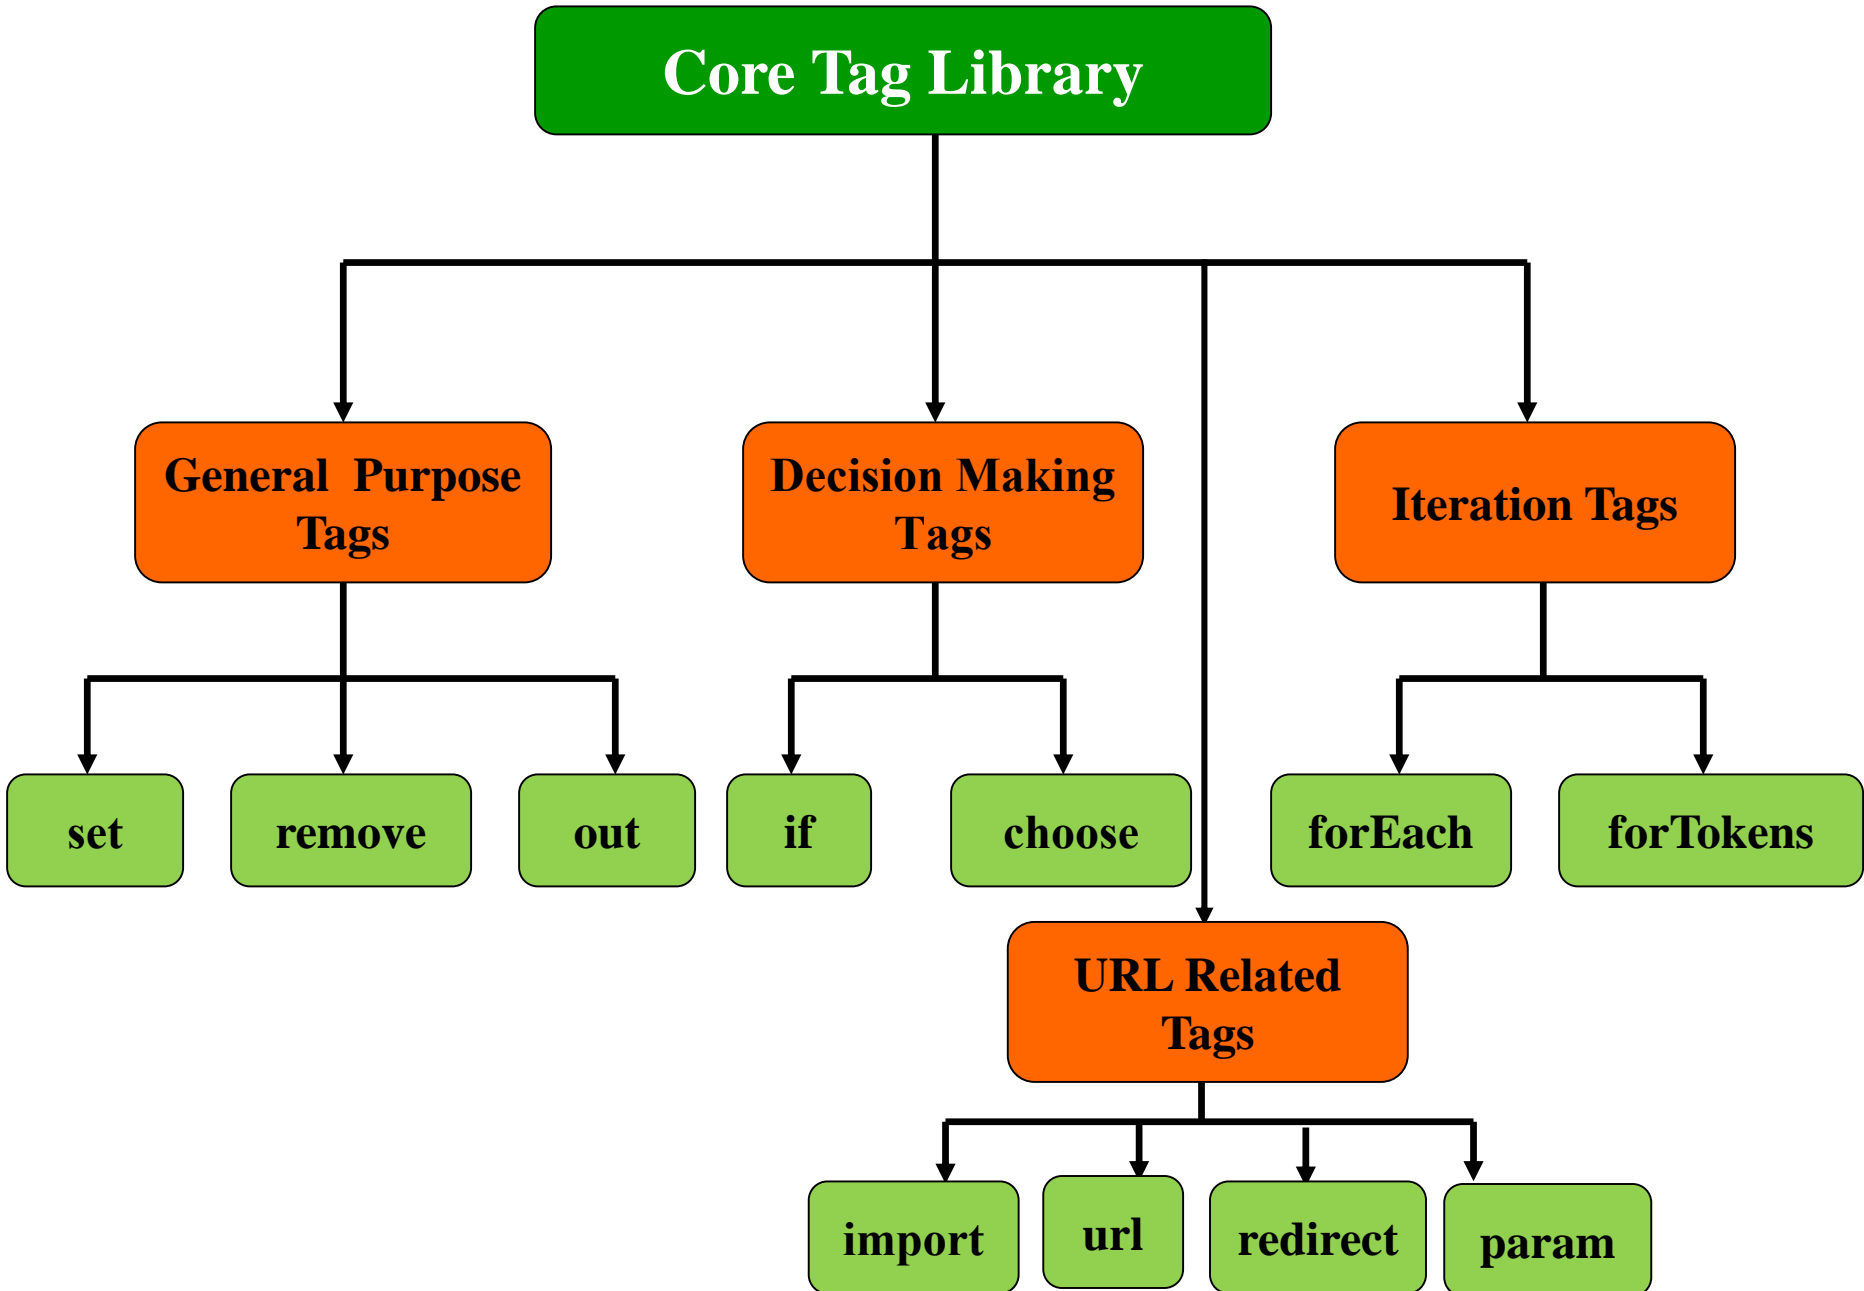 Core Tag Library
General Purpose
Tags
Decision Making
Tags
Iteration Tags
set
remove
out
if
choose
forEach
forTokens
URL Related
Tags
import
url
redirect
param